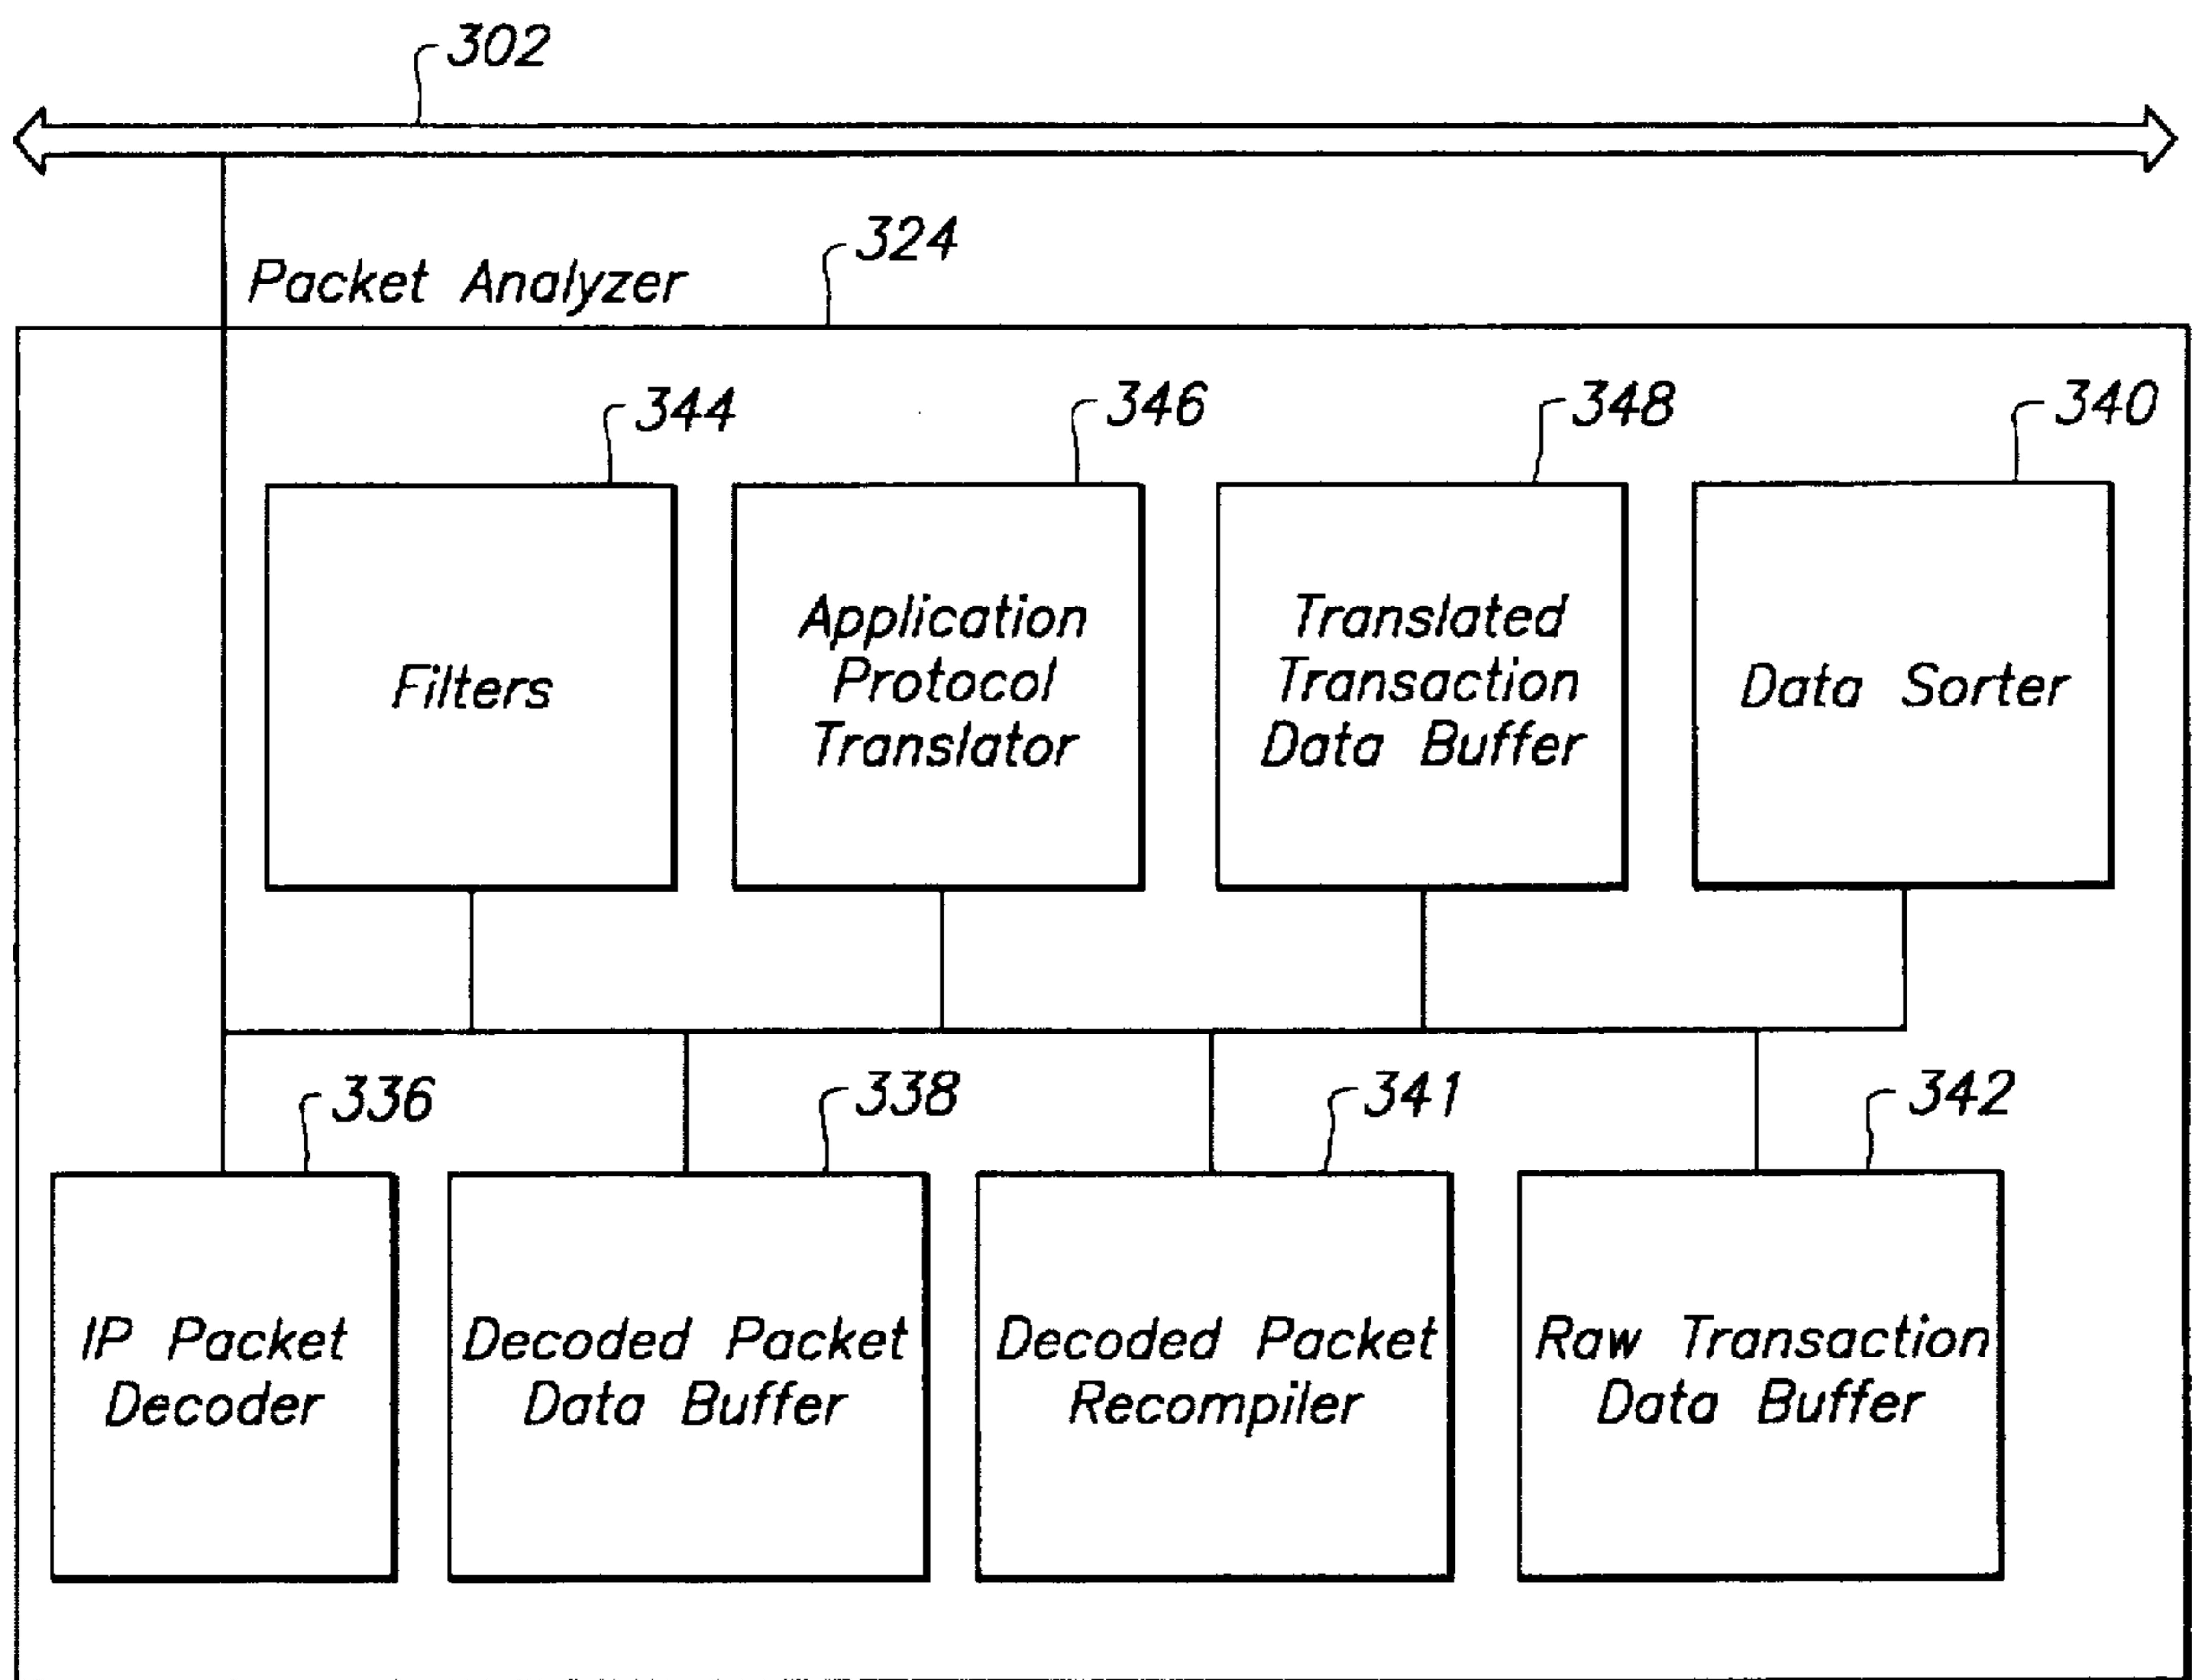 302
324
Packet Analyzer
344
346
348
340
Filters
Application
Protocol
Translator
Translated
Transaction
Data Buffer
Data Sorter
336
338
341
342
IP Packet
Decoder
Decoded Packet
Data Buffer
Decoded Packet
Recompiler
Raw Transaction
Data Buffer